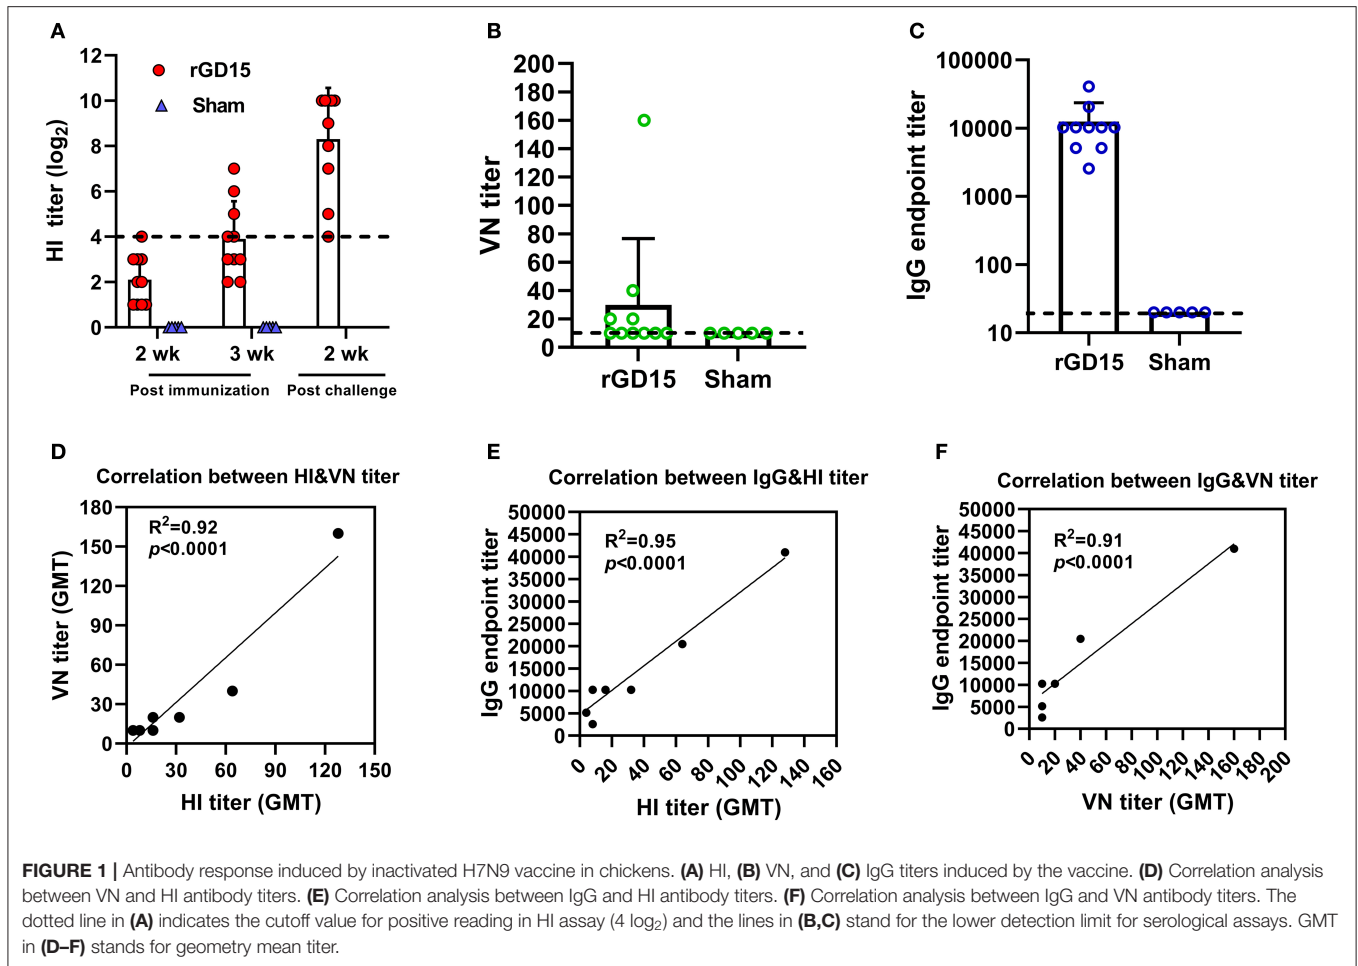 A
HI titer (log2)
12
10
8
6
4
2
0
rGD15
Sham
2 wk
3 wk
2 wk
Post immunization
Post challenge
B
VN titer
200
180
160
140
120
100
80
60
40
20
0
rGD15
Sham
C
IgG endpoint titer
100000
10000
1000
100
10
rGD15
Sham
D
Correlation between HI&VN titer
R2=0.92
p<0.0001
VN titer (GMT)
180
150
120
90
60
30
0
0 30 60 90 120 150
HI titer (GMT)
E
Correlation between IgG&HI titer
R2=0.95
p<0.0001
IgG endpoint titer
50000
45000
40000
35000
30000
25000
20000
15000
10000
5000
0
0 20 40 60 80 100 120 140 160
HI titer (GMT)
F
Correlation between IgG&VN titer
R2=0.91
p<0.0001
IgG endpoint titer
50000
45000
40000
35000
30000
25000
20000
15000
10000
5000
0
0 20 40 60 80 100 120 140 160 180 200
VN titer (GMT)
FIGURE 1 | Antibody response induced by inactivated H7N9 vaccine in chickens. (A) HI, (B) VN, and (C) IgG titers induced by the vaccine. (D) Correlation analysis
between VN and HI antibody titers. (E) Correlation analysis between IgG and HI antibody titers. (F) Correlation analysis between IgG and VN antibody titers. The
dotted line in (A) indicates the cutoff value for positive reading in HI assay (4 log2) and the lines in (B,C) stand for the lower detection limit for serological assays. GMT
in (D–F) stands for geometry mean titer.